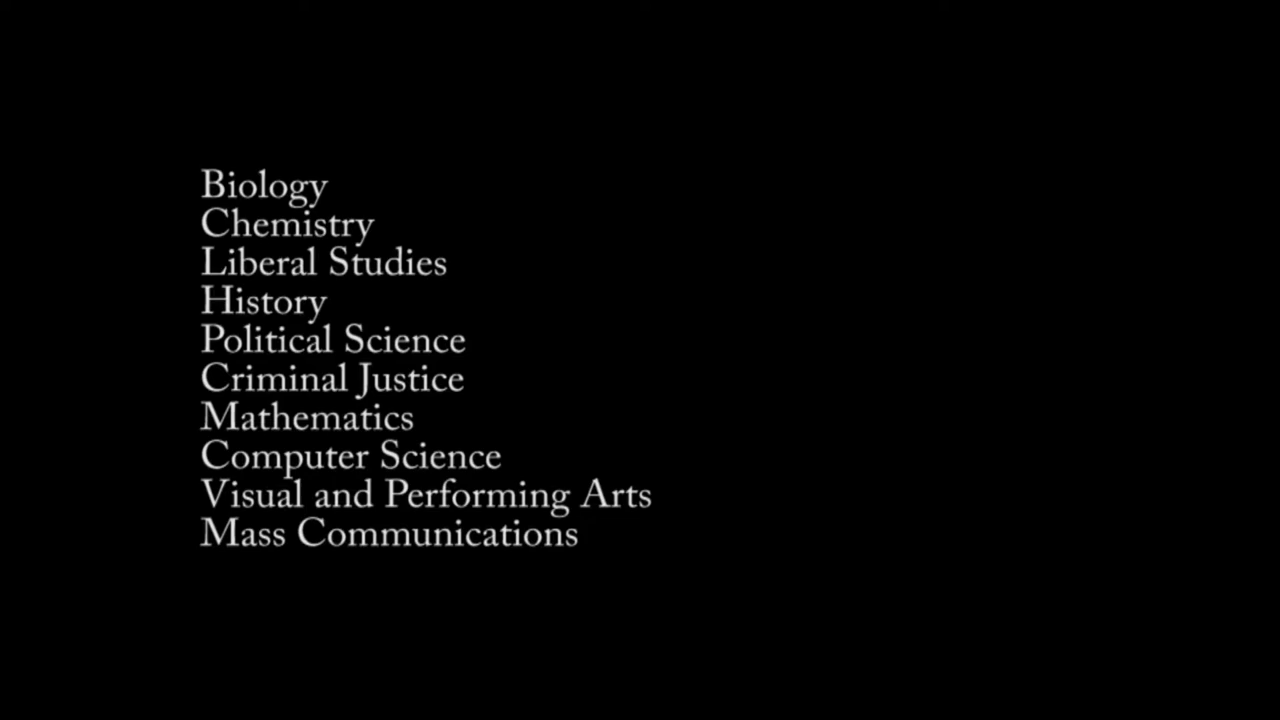 Biology
Chemistry
Liberal Studies
History
Political Science
Criminal Justice
Mathematics
Computer Science
Visual and Performing Arts
Mass Communications